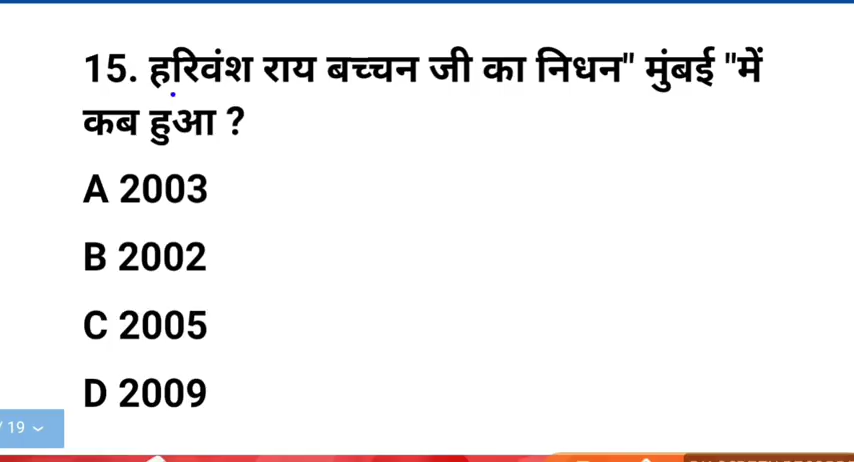 15. हरिवंश राय बच्चन जी का निधन" मुंबई "में
कब हुआ ?
A 2003
B 2002
C 2005
D 2009
/ 19